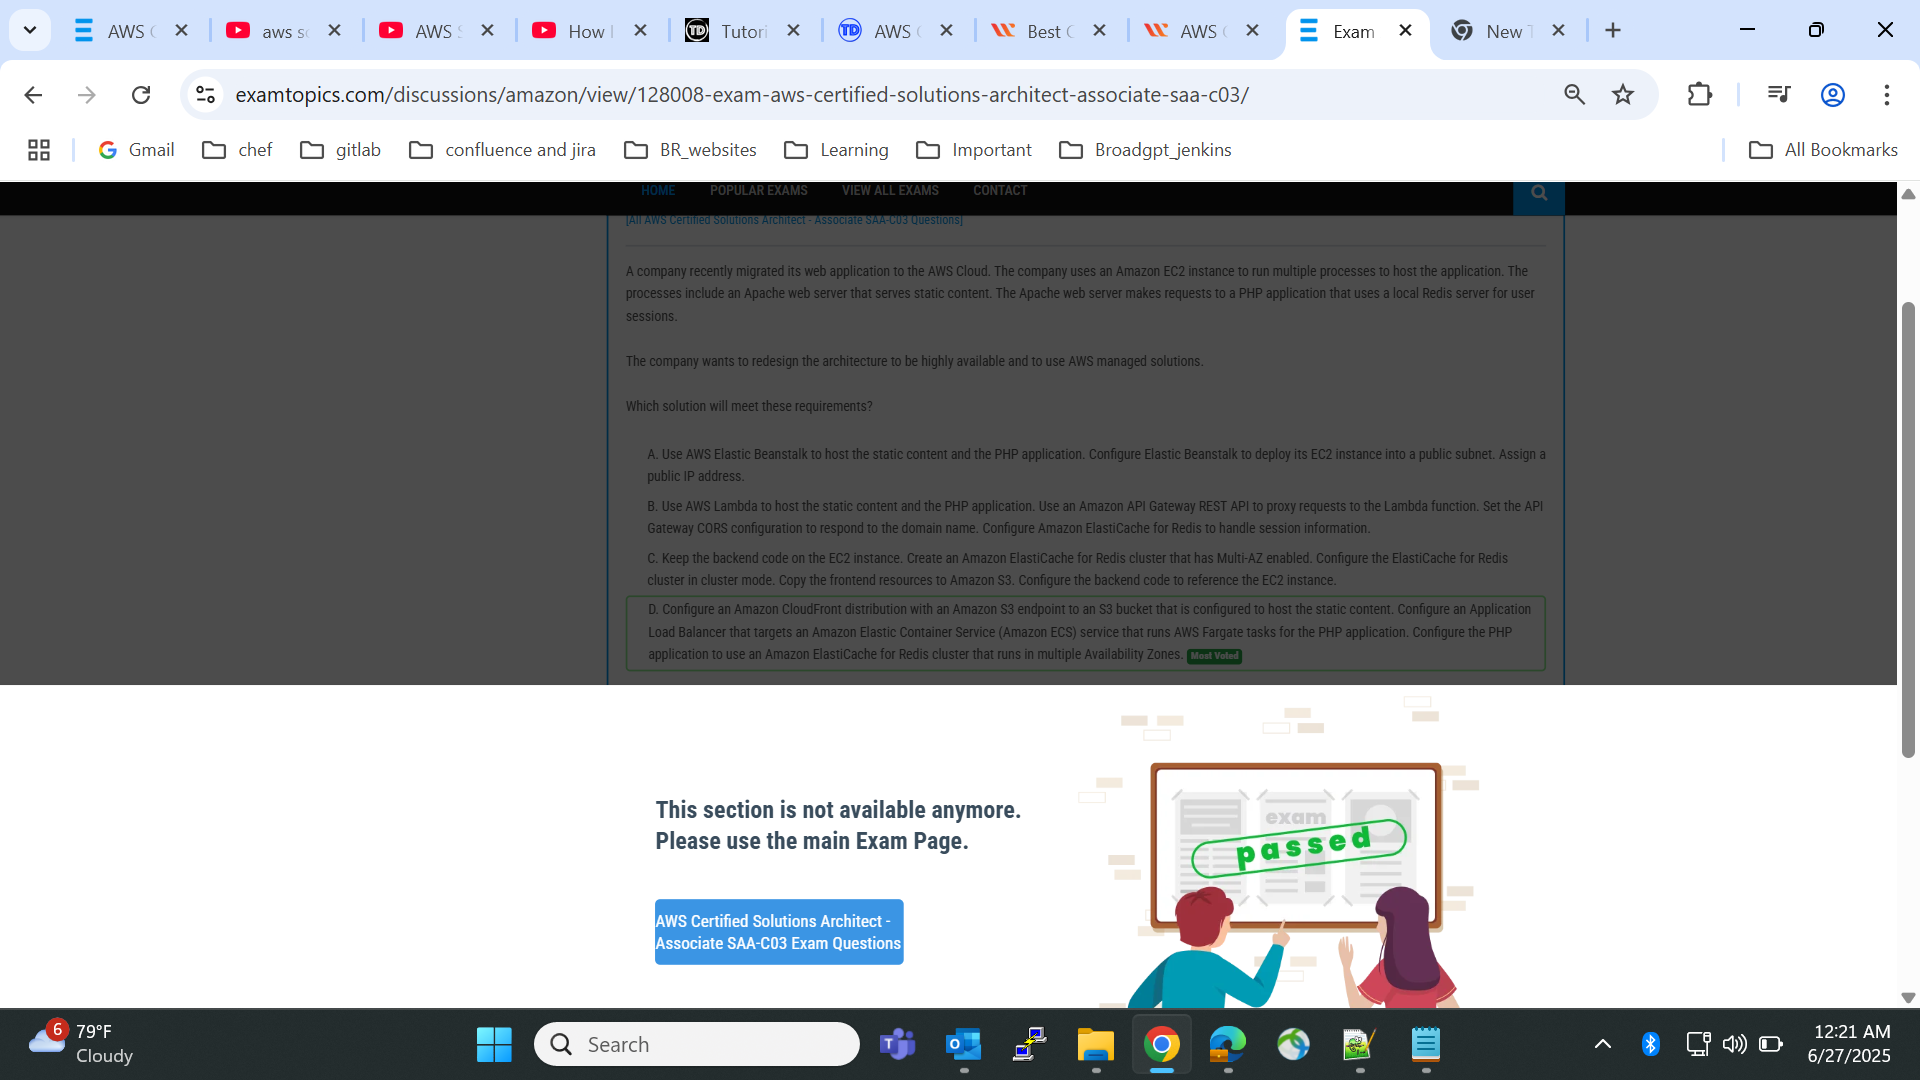 AWS C
aws so
AWS S
How I
Tutori
AWS C
Best C
AWS C
Exam
New T
examtopics.com/discussions/amazon/view/128008-exam-aws-certified-solutions-architect-associate-saa-c03/
Gmail
chef
gitlab
confluence and jira
BR_websites
Learning
Important
Broadgpt_jenkins
All Bookmarks
HOME
POPULAR EXAMS
VIEW ALL EXAMS
CONTACT
[All AWS Certified Solutions Architect - Associate SAA-C03 Questions]
A company recently migrated its web application to the AWS Cloud. The company uses an Amazon EC2 instance to run multiple processes to host the application. The
processes include an Apache web server that serves static content. The Apache web server makes requests to a PHP application that uses a local Redis server for user
sessions.
The company wants to redesign the architecture to be highly available and to use AWS managed solutions.
Which solution will meet these requirements?
A. Use AWS Elastic Beanstalk to host the static content and the PHP application. Configure Elastic Beanstalk to deploy its EC2 instance into a public subnet. Assign a
public IP address.
B. Use AWS Lambda to host the static content and the PHP application. Use an Amazon API Gateway REST API to proxy requests to the Lambda function. Set the API
Gateway CORS configuration to respond to the domain name. Configure Amazon ElastiCache for Redis to handle session information.
C. Keep the backend code on the EC2 instance. Create an Amazon ElastiCache for Redis cluster that has Multi-AZ enabled. Configure the ElastiCache for Redis
cluster in cluster mode. Copy the frontend resources to Amazon S3. Configure the backend code to reference the EC2 instance.
D. Configure an Amazon CloudFront distribution with an Amazon S3 endpoint to an S3 bucket that is configured to host the static content. Configure an Application
Load Balancer that targets an Amazon Elastic Container Service (Amazon ECS) service that runs AWS Fargate tasks for the PHP application. Configure the PHP
application to use an Amazon ElastiCache for Redis cluster that runs in multiple Availability Zones. Most Voted
This section is not available anymore.
Please use the main Exam Page.
AWS Certified Solutions Architect -
Associate SAA-C03 Exam Questions
exam
passed
6
79°F
Cloudy
Search
12:21 AM
6/27/2025